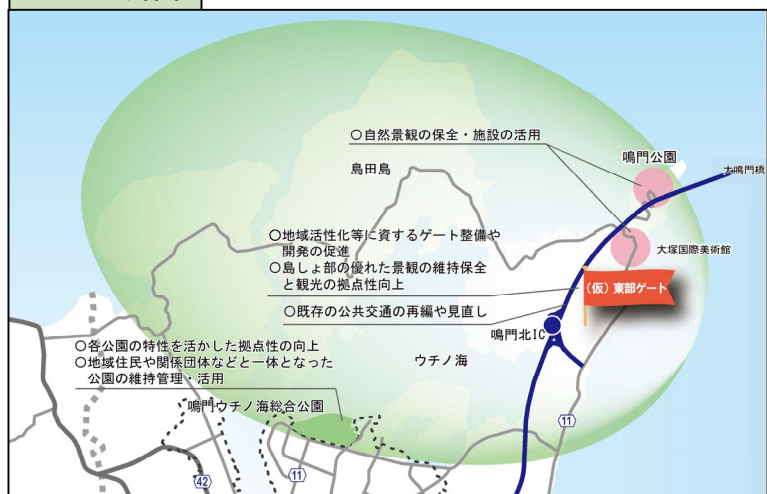 ○自然景観の保全・施設の活用
鳴門公園
大鳴門橋
島田島
○地域活性化等に資するゲート整備や
開発の促進
○島しょ部の優れた景観の維持保全
と観光の拠点性向上
大塚国際美術館
（仮）東部ゲート
○既存の公共交通の再編や見直し
鳴門北IC
ウチノ海
○各公園の特性を活かした拠点性の向上
○地域住民や関係団体などと一体となった
公園の維持管理・活用
鳴門ウチノ海総合公園
11
11
42